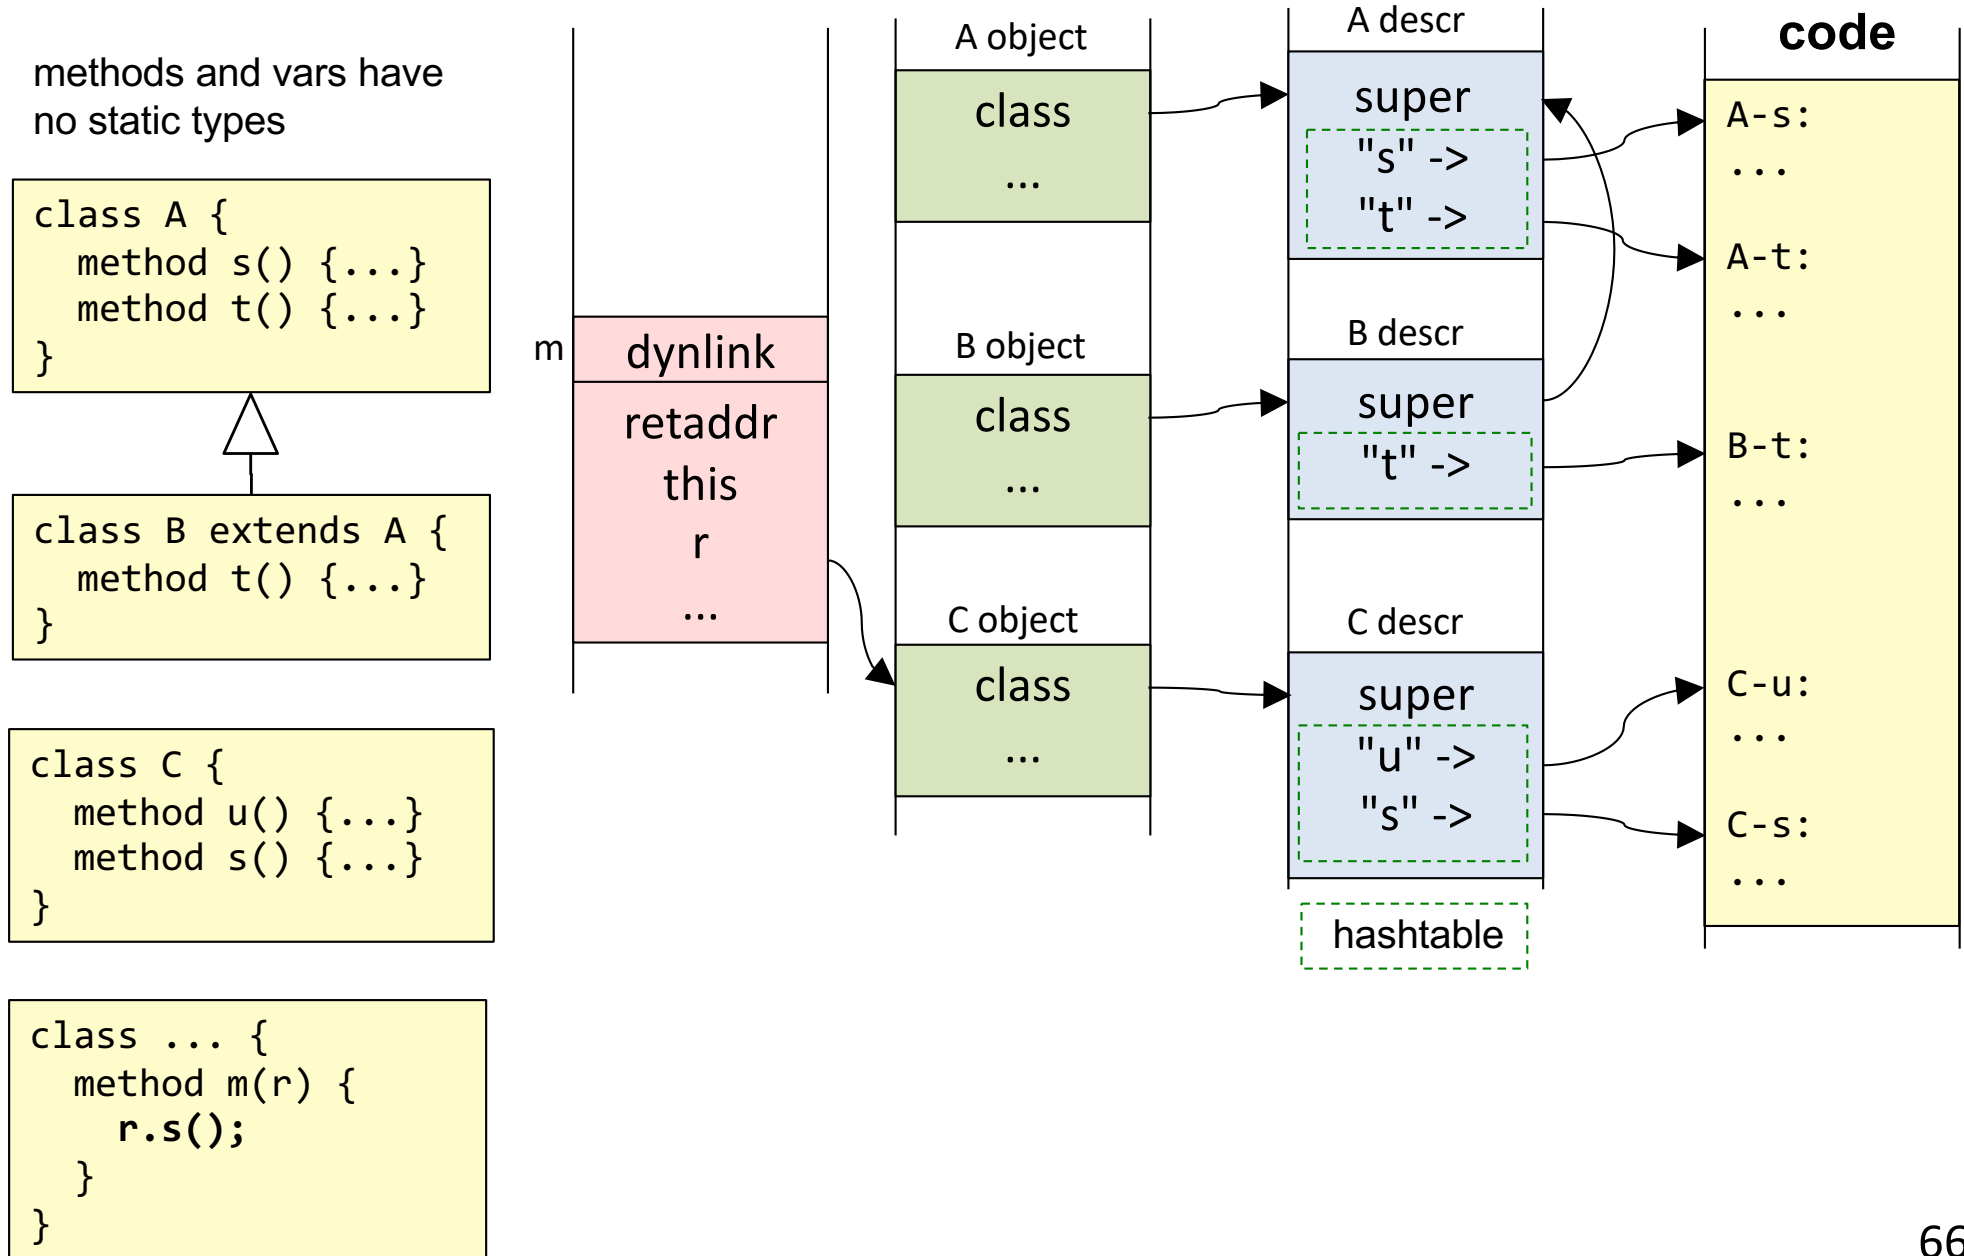 methods and vars have
no static types
class A {
  method s() {...}
  method t() {...}
}
class B extends A {
  method t() {...}
}
class C {
  method u() {...}
  method s() {...}
}
class ... {
  method m(r) {
    r.s();
  }
}
m
dynlink
retaddr
this
r
...
A object
class
...
B object
class
...
C object
class
...
A descr
super
"s" ->
"t" ->
B descr
super
"t" ->
C descr
super
"u" ->
"s" ->
hashtable
code
A-s:
...
A-t:
...
B-t:
...
C-u:
...
C-s:
...
66